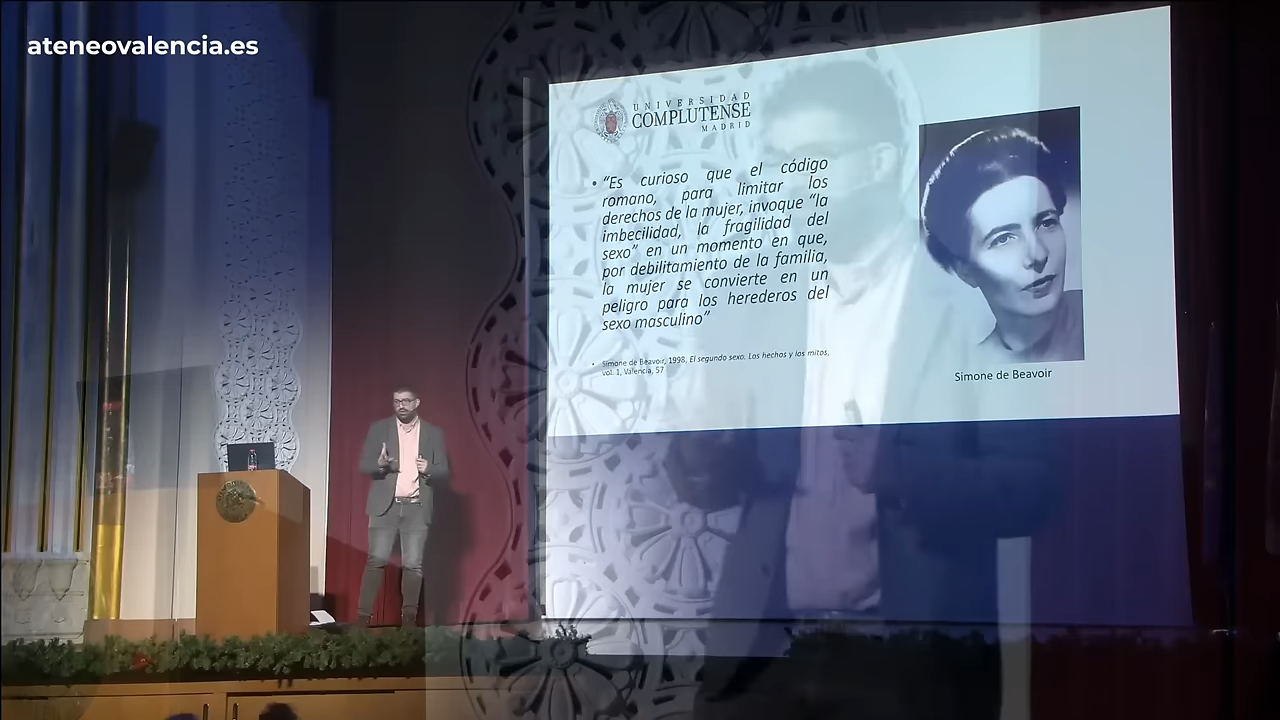 ateneovalencia.es
UNIVERSIDAD
COMPLUTENSE
MADRID
• “Es curioso que el código
romano, para limitar los
derechos de la mujer, invoque “la
imbecilidad, la fragilidad del
sexo” en un momento en que,
por debilitamiento de la familia,
la mujer se convierte en un
peligro para los herederos del
sexo masculino”
• Simone de Beavoir, 1998, El segundo sexo. Los hechos y los mitos,
vol. 1, Valencia, 57
Simone de Beavoir